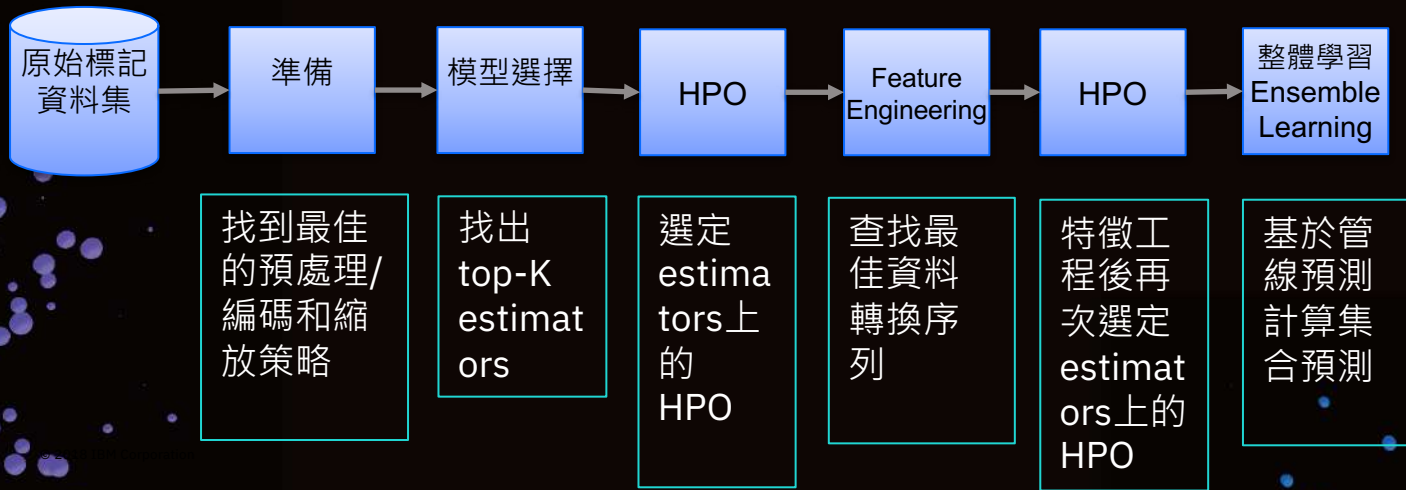 原始標記
資料集
準備
模型選擇
HPO
Feature
Engineering
HPO
整體學習
Ensemble
Learning
找到最佳
的預處理/
編碼和縮
放策略
找出
top-K
estimat
ors
選定
estima
tors上
的
HPO
查找最
佳資料
轉換序
列
特徵工
程後再
次選定
estimat
ors上的
HPO
基於管
線預測
計算集
合預測
IBM Corporation